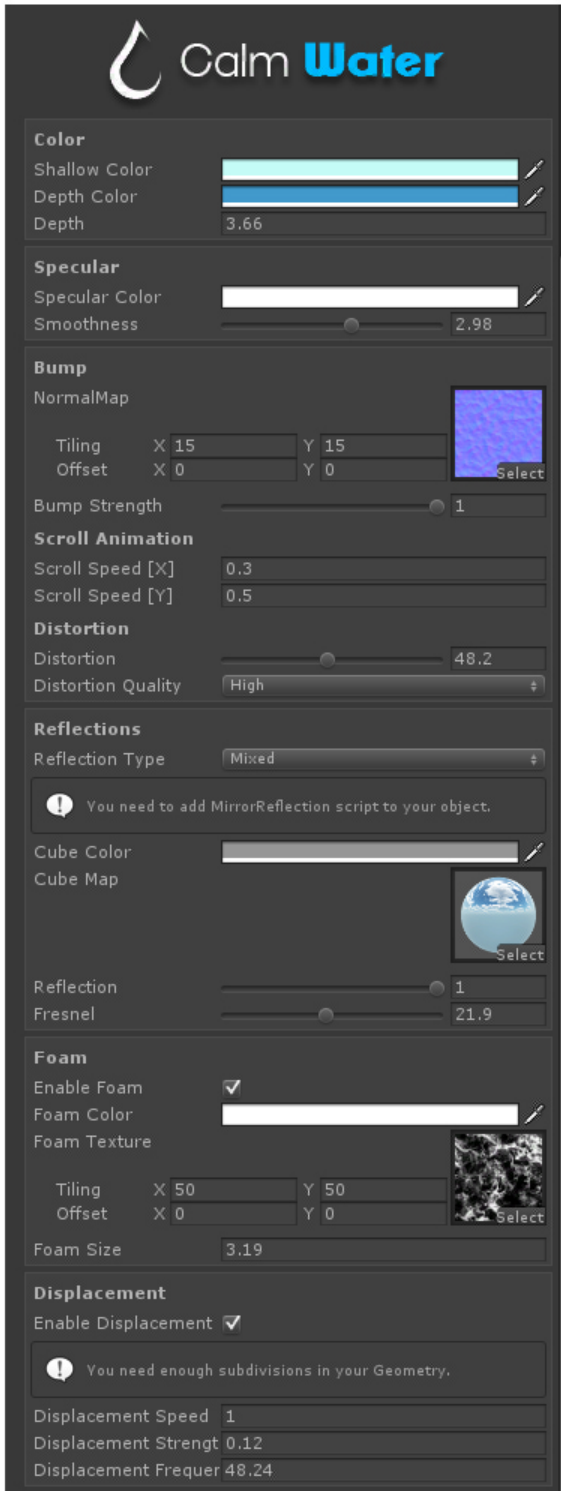 Calm Water
Color
Shallow Color
Depth Color
Depth 3.66
Specular
Specular Color
Smoothness 2.98
Bump
NormalMap
Tiling X 15 Y 15
Offset X 0 Y 0
Select
Bump Strength 1
Scroll Animation
Scroll Speed [X] 0.3
Scroll Speed [Y] 0.5
Distortion
Distortion 48.2
Distortion Quality High
Reflections
Reflection Type Mixed
You need to add MirrorReflection script to your object.
Cube Color
Cube Map
Select
Reflection 1
Fresnel 21.9
Foam
Enable Foam
Foam Color
Foam Texture
Tiling X 50 Y 50
Offset X 0 Y 0
Select
Foam Size 3.19
Displacement
Enable Displacement
You need enough subdivisions in your Geometry.
Displacement Speed 1
Displacement Strengt 0.12
Displacement Frequer 48.24